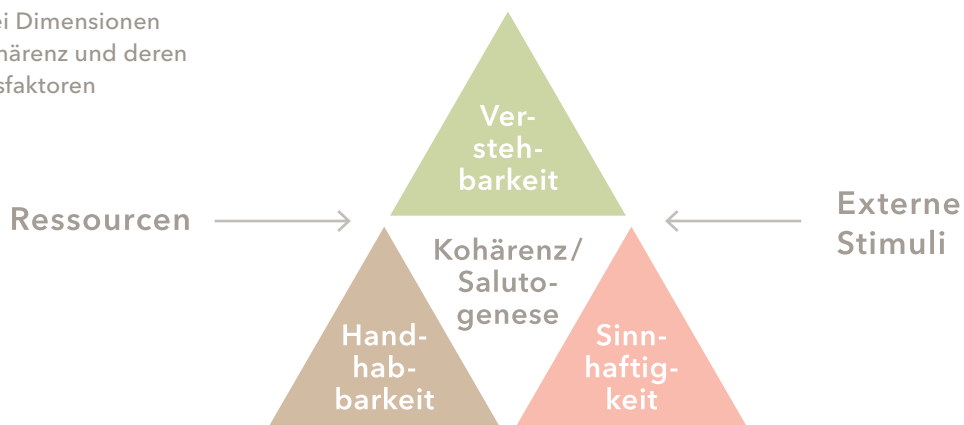 ei Dimensionen
härenz und deren
sfaktoren
Ver-
steh-
barkeit
Ressourcen
Externe
Stimuli
Kohärenz/
Saluto-
genese
Hand-
hab-
barkeit
Sinn-
haftig-
keit